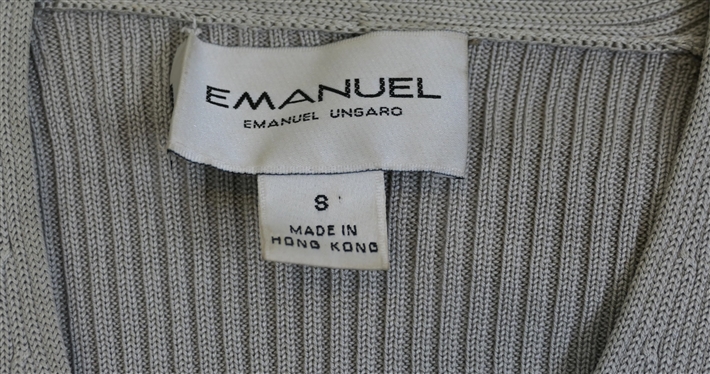 EMANUEL
EMANUEL UNGARO
S
MADE IN
HONG KONG